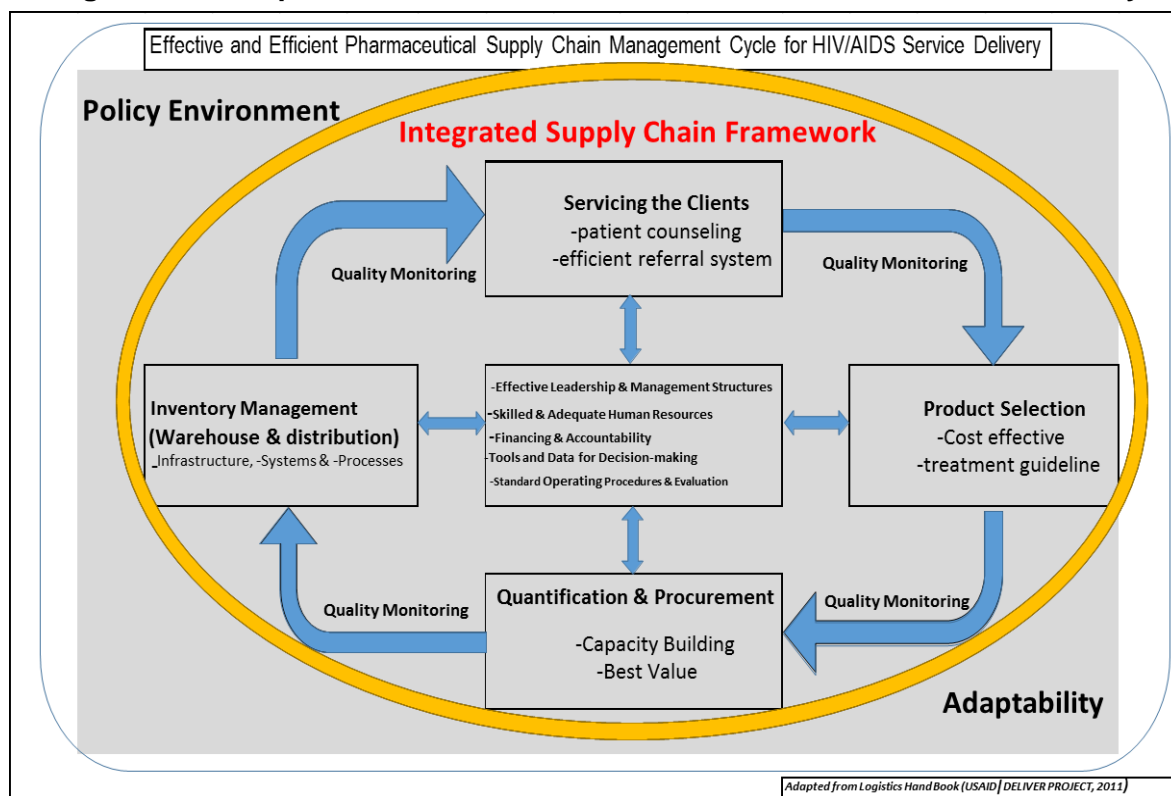 Effective and Efficient Pharmaceutical Supply Chain Management Cycle for HIV/AIDS Service Delivery
Policy Environment
Integrated Supply Chain Framework
Servicing the Clients
-patient counseling
-efficient referral system
Quality Monitoring
Quality Monitoring
Inventory Management
(Warehouse & distribution)
-Infrastructure, -Systems & -Processes
-Effective Leadership & Management Structures
-Skilled & Adequate Human Resources
-Financing & Accountability
-Tools and Data for Decision-making
-Standard Operating Procedures & Evaluation
Product Selection
-Cost effective
-treatment guideline
Quality Monitoring
Quantification & Procurement
-Capacity Building
-Best Value
Quality Monitoring
Adaptability
Adapted from Logistics HandBook (USAID| DELIVER PROJECT, 2011)